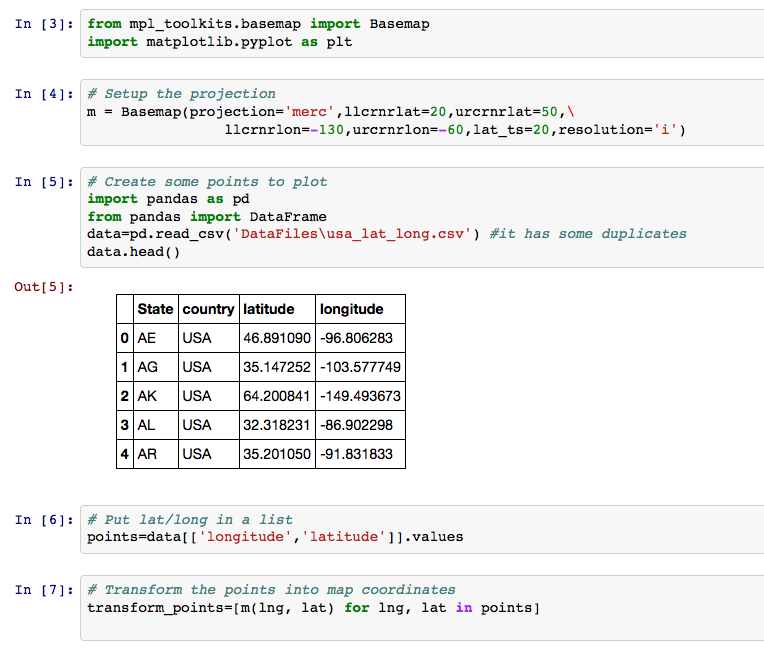 In [3]: from mpl_toolkits.basemap import Basemap
import matplotlib.pyplot as plt
In [4]: # Setup the projection
m = Basemap(projection='merc',llcrnrlat=20,urcrnrlat=50,\
llcrnrlon=-130,urcrnrlon=-60,lat_ts=20,resolution='i')
In [5]: # Create some points to plot
import pandas as pd
from pandas import DataFrame
data=pd.read_csv('DataFiles\usa_lat_long.csv') #it has some duplicates
data.head()
Out[5]:
State country latitude longitude
0 AE USA 46.891090 -96.806283
1 AG USA 35.147252 -103.577749
2 AK USA 64.200841 -149.493673
3 AL USA 32.318231 -86.902298
4 AR USA 35.201050 -91.831833
In [6]: # Put lat/long in a list
points=data[['longitude','latitude']].values
In [7]: # Transform the points into map coordinates
transform_points=[m(lng, lat) for lng, lat in points]